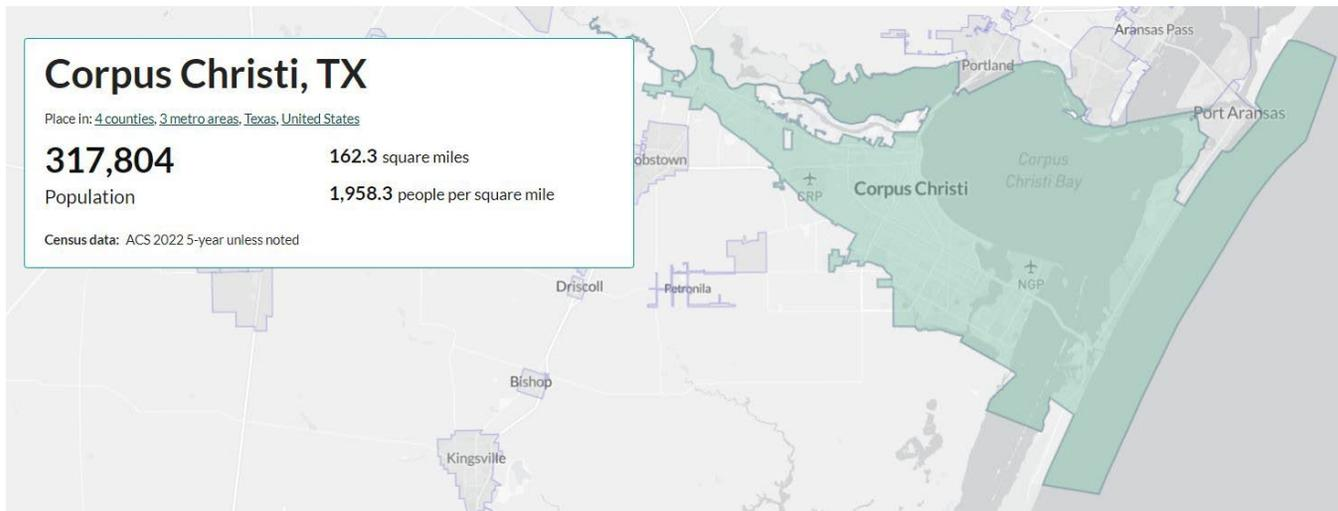 Corpus Christi, TX
Place in: 4 counties, 3 metro areas, Texas, United States
317,804
Population
162.3 square miles
1,958.3 people per square mile
Census data: ACS 2022 5-year unless noted
Aransas Pass
Portland
Port Aransas
obstown
Corpus
Christi Bay
CRP
Corpus Christi
NGP
Driscoll
Petronila
Bishop
Kingsville